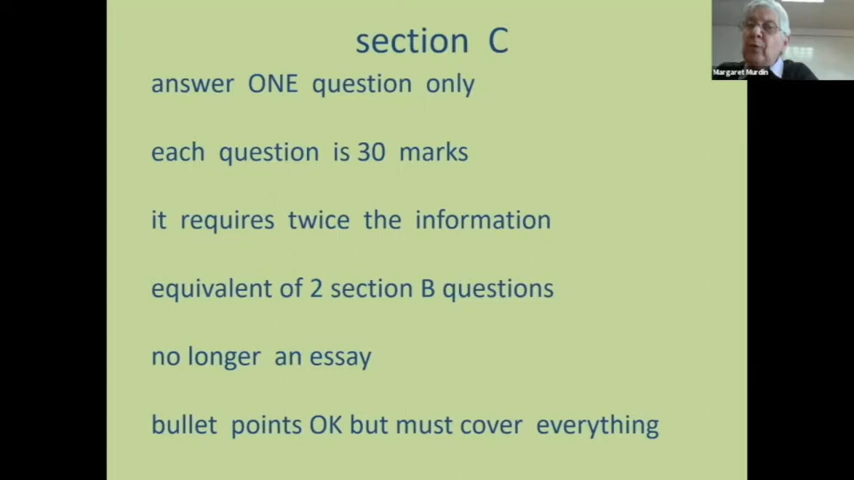 section C
Margaret Murdin
answer ONE question only
each question is 30 marks
it requires twice the information
equivalent of 2 section B questions
no longer an essay
bullet points OK but must cover everything